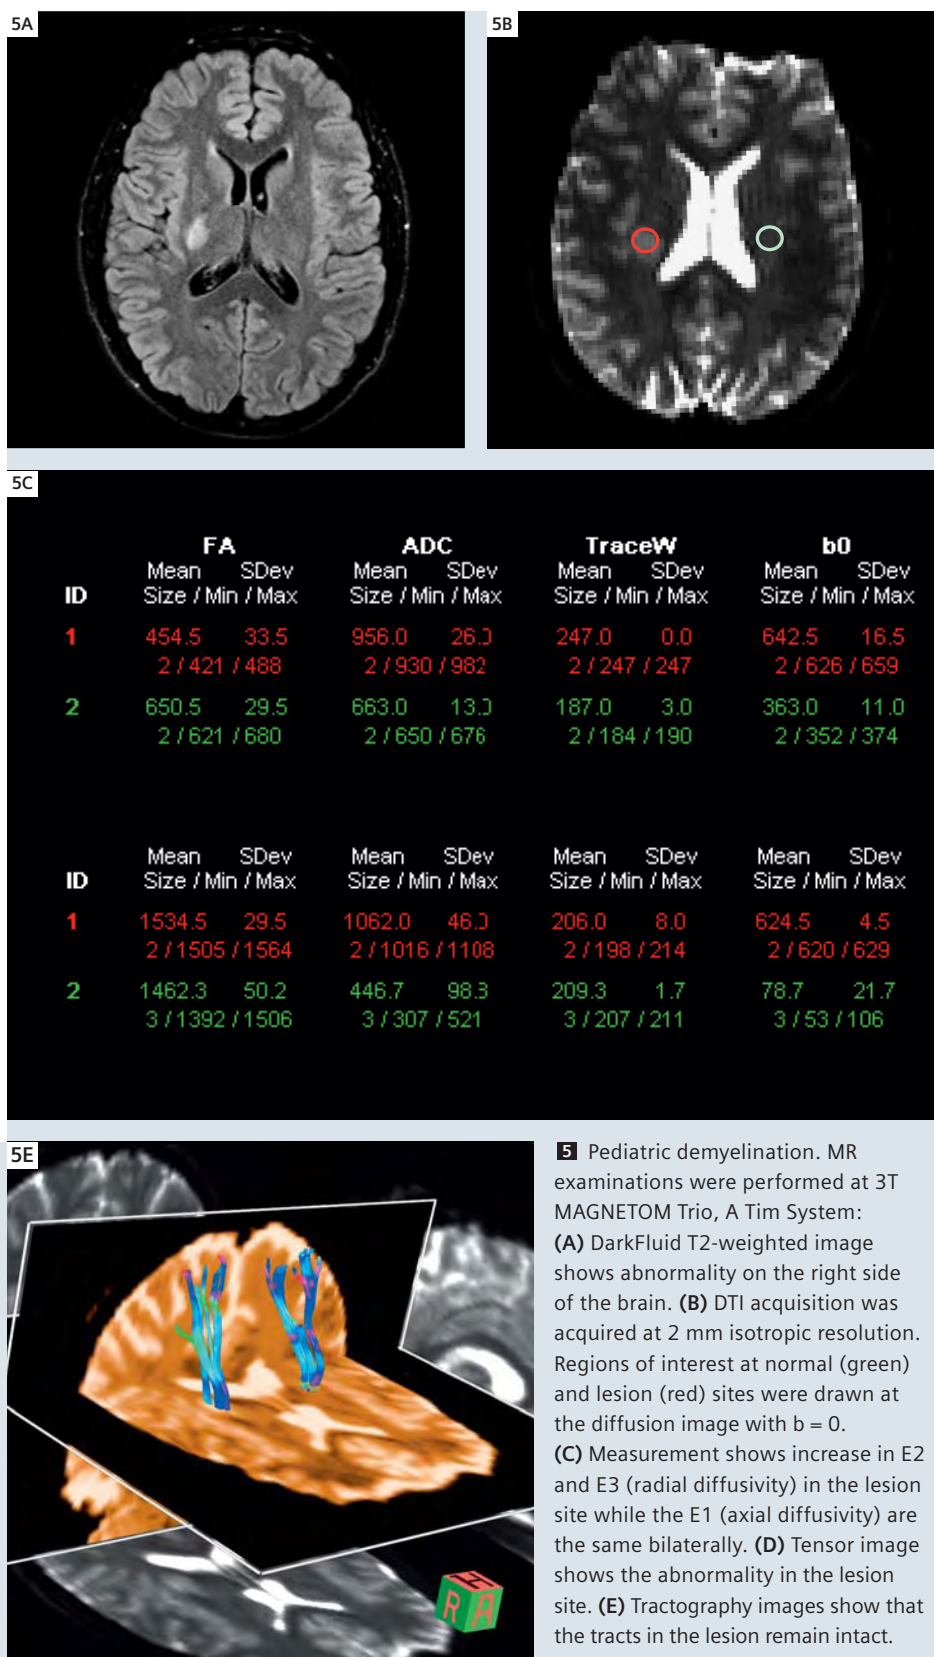 5A
5B
5C
FA ADC TraceW b0
Mean SDev Mean SDev Mean SDev Mean SDev
ID Size / Min / Max Size / Min / Max Size / Min / Max Size / Min / Max
1 454.5 33.5 956.0 26.0 247.0 0.0 642.5 16.5
2 / 421 / 488 2 / 930 / 982 2 / 247 / 247 2 / 626 / 659
2 650.5 29.5 663.0 13.0 187.0 3.0 363.0 11.0
2 / 621 / 680 2 / 650 / 676 2 / 184 / 190 2 / 352 / 374
Mean SDev Mean SDev Mean SDev Mean SDev
ID Size / Min / Max Size / Min / Max Size / Min / Max Size / Min / Max
1 1534.5 29.5 1062.0 46.0 206.0 8.0 624.5 4.5
2 / 1505 / 1564 2 / 1016 / 1108 2 / 198 / 214 2 / 620 / 629
2 1462.3 50.2 446.7 98.3 209.3 1.7 78.7 21.7
3 / 1392 / 1506 3 / 307 / 521 3 / 207 / 211 3 / 53 / 106
5E
H
R A
5 Pediatric demyelination. MR
examinations were performed at 3T
MAGNETOM Trio, A Tim System:
(A) DarkFluid T2-weighted image
shows abnormality on the right side
of the brain. (B) DTI acquisition was
acquired at 2 mm isotropic resolution.
Regions of interest at normal (green)
and lesion (red) sites were drawn at
the diffusion image with b = 0.
(C) Measurement shows increase in E2
and E3 (radial diffusivity) in the lesion
site while the E1 (axial diffusivity) are
the same bilaterally. (D) Tensor image
shows the abnormality in the lesion
site. (E) Tractography images show that
the tracts in the lesion remain intact.